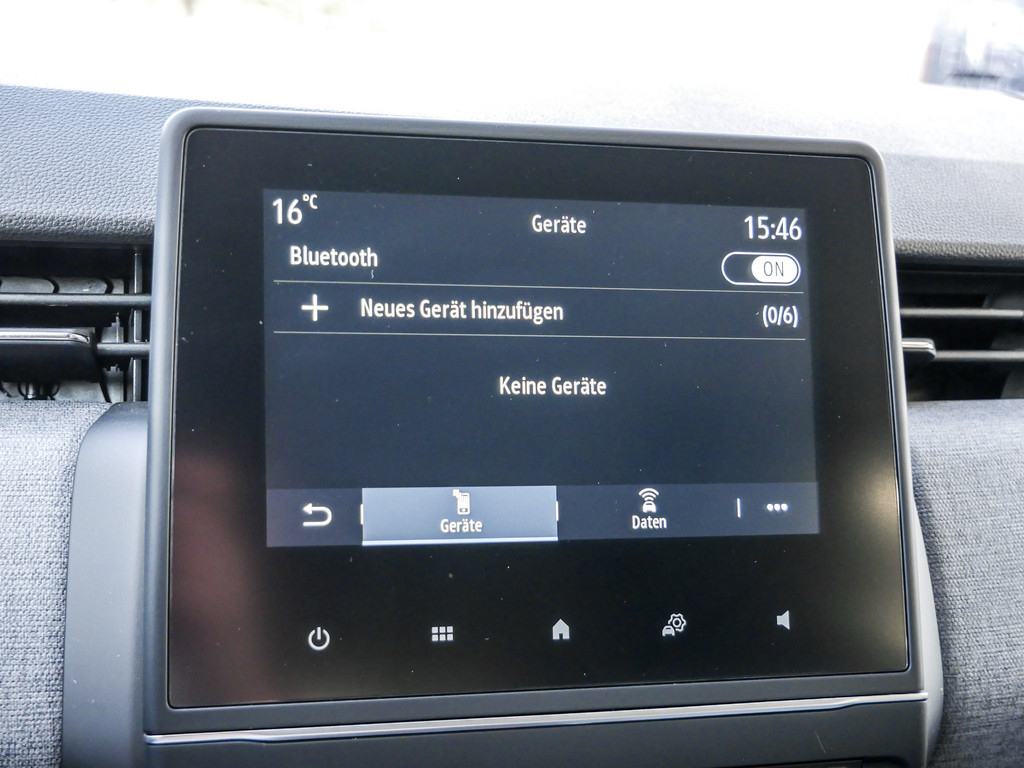 16°C
Geräte
15:46
Bluetooth
ON
Neues Gerät hinzufügen
(0/6)
Keine Geräte
Geräte
Daten